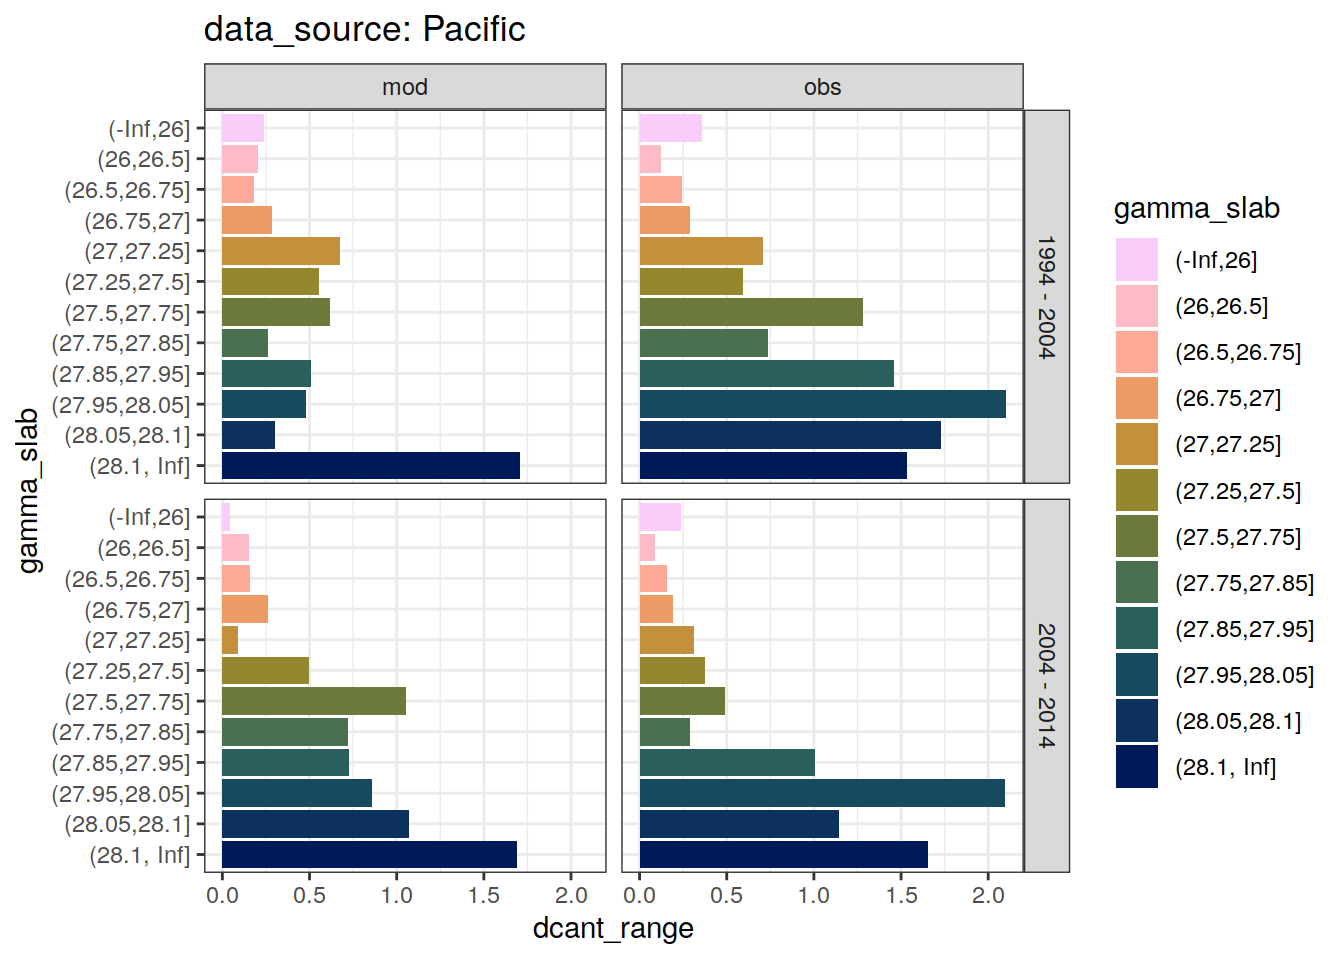 data_source: Pacific
mod
obs
(-Inf,26]
(26,26.5]
(26.5,26.75]
(26.75,27]
(27,27.25]
(27.25,27.5]
(27.5,27.75]
(27.75,27.85]
(27.85,27.95]
(27.95,28.05]
(28.05,28.1]
(28.1, Inf]
1994 - 2004
(-Inf,26]
(26,26.5]
(26.5,26.75]
(26.75,27]
(27,27.25]
(27.25,27.5]
(27.5,27.75]
(27.75,27.85]
(27.85,27.95]
(27.95,28.05]
(28.05,28.1]
(28.1, Inf]
2004 - 2014
gamma_slab
0.0 0.5 1.0 1.5 2.0
0.0 0.5 1.0 1.5 2.0
dcant_range
gamma_slab
(-Inf,26]
(26,26.5]
(26.5,26.75]
(26.75,27]
(27,27.25]
(27.25,27.5]
(27.5,27.75]
(27.75,27.85]
(27.85,27.95]
(27.95,28.05]
(28.05,28.1]
(28.1, Inf]